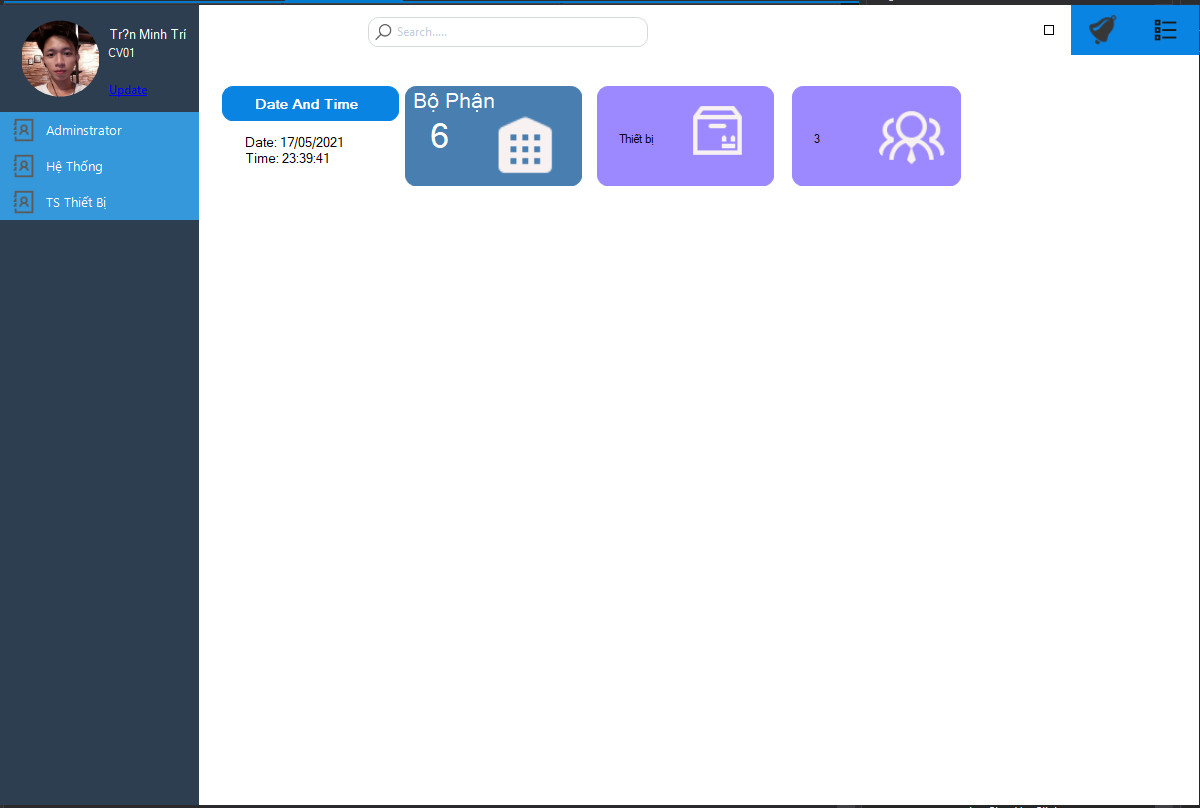 Tr?n Minh Trí
CV01
Update
Search.....
Adminstrator
Hệ Thống
TS Thiết Bị
Date And Time
Date: 17/05/2021
Time: 23:39:41
Bộ Phận
6
Thiết bị
3